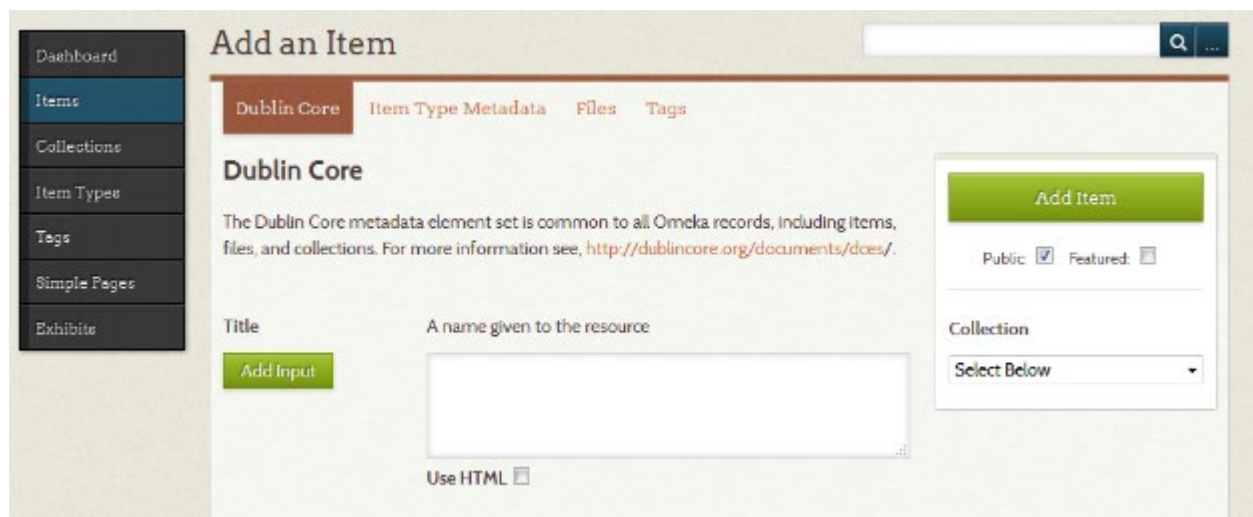 Dashboard
Items
Collections
Item Types
Tags
Simple Pages
Exhibits
Add an Item
...
Dublin Core
Item Type Metadata
Files
Tags
Dublin Core
The Dublin Core metadata element set is common to all Omeka records, including items,
files, and collections. For more information see, http://dublincore.org/documents/dces/.
Title
A name given to the resource
Add Input
Use HTML
Add Item
Public: Featured:
Collection
Select Below